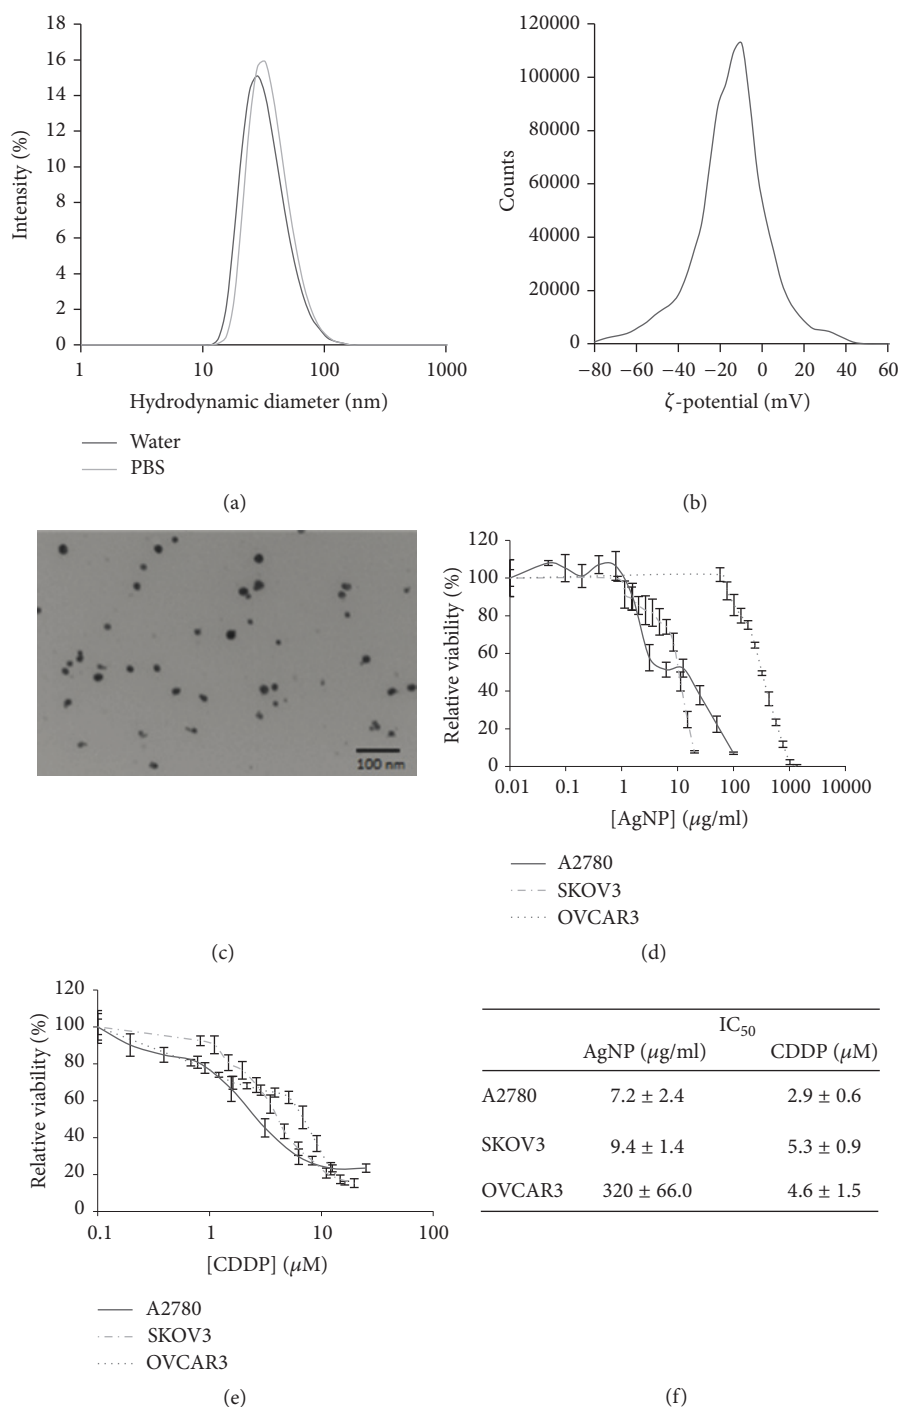 18
16
14
12
10
8
6
4
2
0
Intensity (%)
1 10 100 1000
Hydrodynamic diameter (nm)
Water
PBS
(a)
120000
100000
80000
60000
40000
20000
0
Counts
−80 −60 −40 −20 0 20 40 60
ζ-potential (mV)
(b)
100 nm
(c)
120
100
80
60
40
20
0
Relative viability (%)
0.01 0.1 1 10 100 1000 10000
[AgNP] (μg/ml)
A2780
SKOV3
OVCAR3
(d)
120
100
80
60
40
20
0
Relative viability (%)
0.1 1 10 100
[CDDP] (μM)
A2780
SKOV3
OVCAR3
(e)
IC50
AgNP (μg/ml) CDDP (μM)
A2780 7.2 ± 2.4 2.9 ± 0.6
SKOV3 9.4 ± 1.4 5.3 ± 0.9
OVCAR3 320 ± 66.0 4.6 ± 1.5
(f)